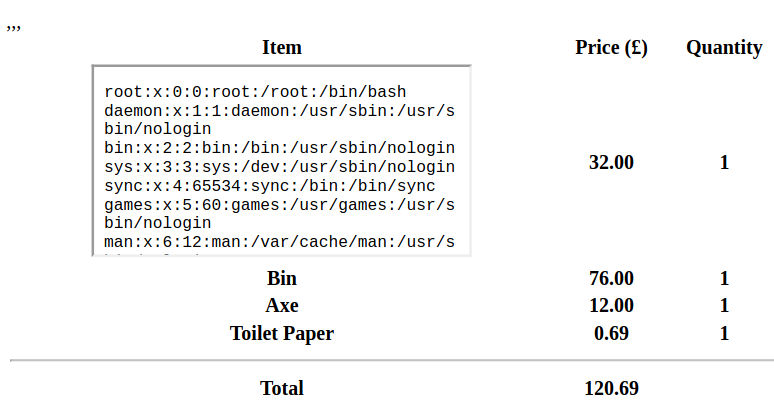 ,,,
Item Price (£) Quantity
root:x:0:0:root:/root:/bin/bash
daemon:x:1:1:daemon:/usr/sbin:/usr/s
bin/nologin
bin:x:2:2:bin:/bin:/usr/sbin/nologin
sys:x:3:3:sys:/dev:/usr/sbin/nologin
sync:x:4:65534:sync:/bin:/bin/sync
games:x:5:60:games:/usr/games:/usr/s
bin/nologin
man:x:6:12:man:/var/cache/man:/usr/s
32.00 1
Bin 76.00 1
Axe 12.00 1
Toilet Paper 0.69 1
Total 120.69